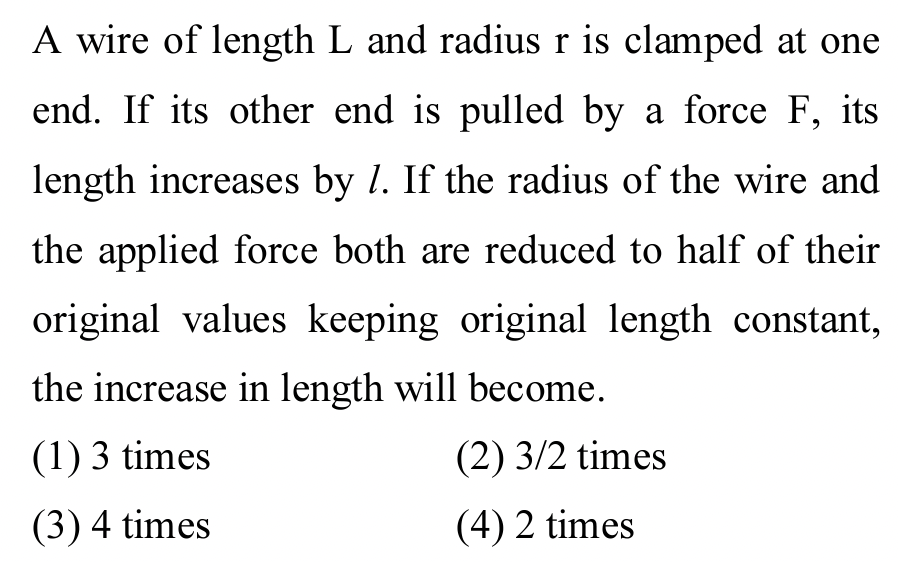 A wire of length L and radius r is clamped at one
end. If its other end is pulled by a force F, its
length increases by l. If the radius of the wire and
the applied force both are reduced to half of their
original values keeping original length constant,
the increase in length will become.
(1) 3 times (2) 3/2 times
(3) 4 times (4) 2 times